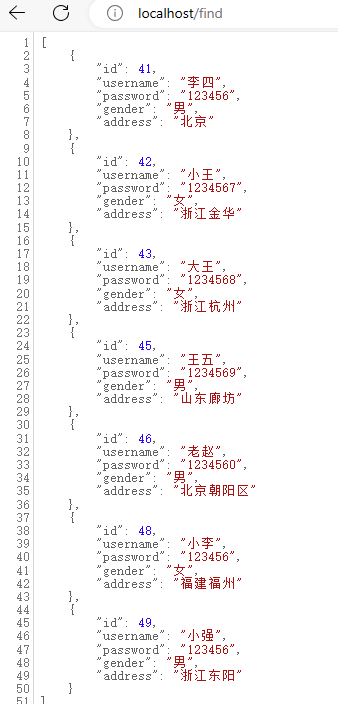 localhost/find
1 [
2 {
3 "id": 41,
4 "username": "李四",
5 "password": "123456",
6 "gender": "男",
7 "address": "北京"
8 },
9 {
10 "id": 42,
11 "username": "小王",
12 "password": "1234567",
13 "gender": "女",
14 "address": "浙江金华"
15 },
16 {
17 "id": 43,
18 "username": "大王",
19 "password": "1234568",
20 "gender": "女",
21 "address": "浙江杭州"
22 },
23 {
24 "id": 45,
25 "username": "王五",
26 "password": "1234569",
27 "gender": "男",
28 "address": "山东廊坊"
29 },
30 {
31 "id": 46,
32 "username": "老赵",
33 "password": "1234560",
34 "gender": "男",
35 "address": "北京朝阳区"
36 },
37 {
38 "id": 48,
39 "username": "小李",
40 "password": "123456",
41 "gender": "女",
42 "address": "福建福州"
43 },
44 {
45 "id": 49,
46 "username": "小强",
47 "password": "123456",
48 "gender": "男",
49 "address": "浙江东阳"
50 }
51 ]